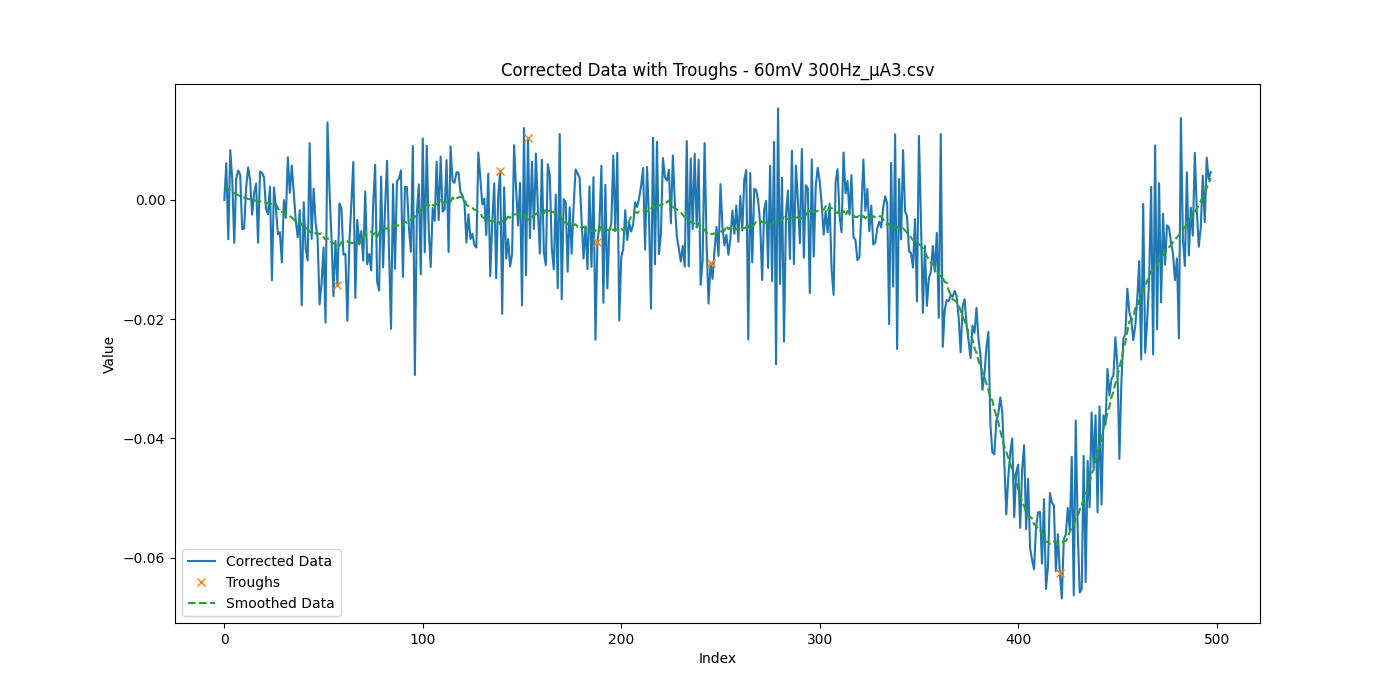 Corrected Data with Troughs - 60mV 300Hz_μA3.csv
Value
0.00
−0.02
−0.04
−0.06
Corrected Data
Troughs
Smoothed Data
0
100
200
300
400
500
Index